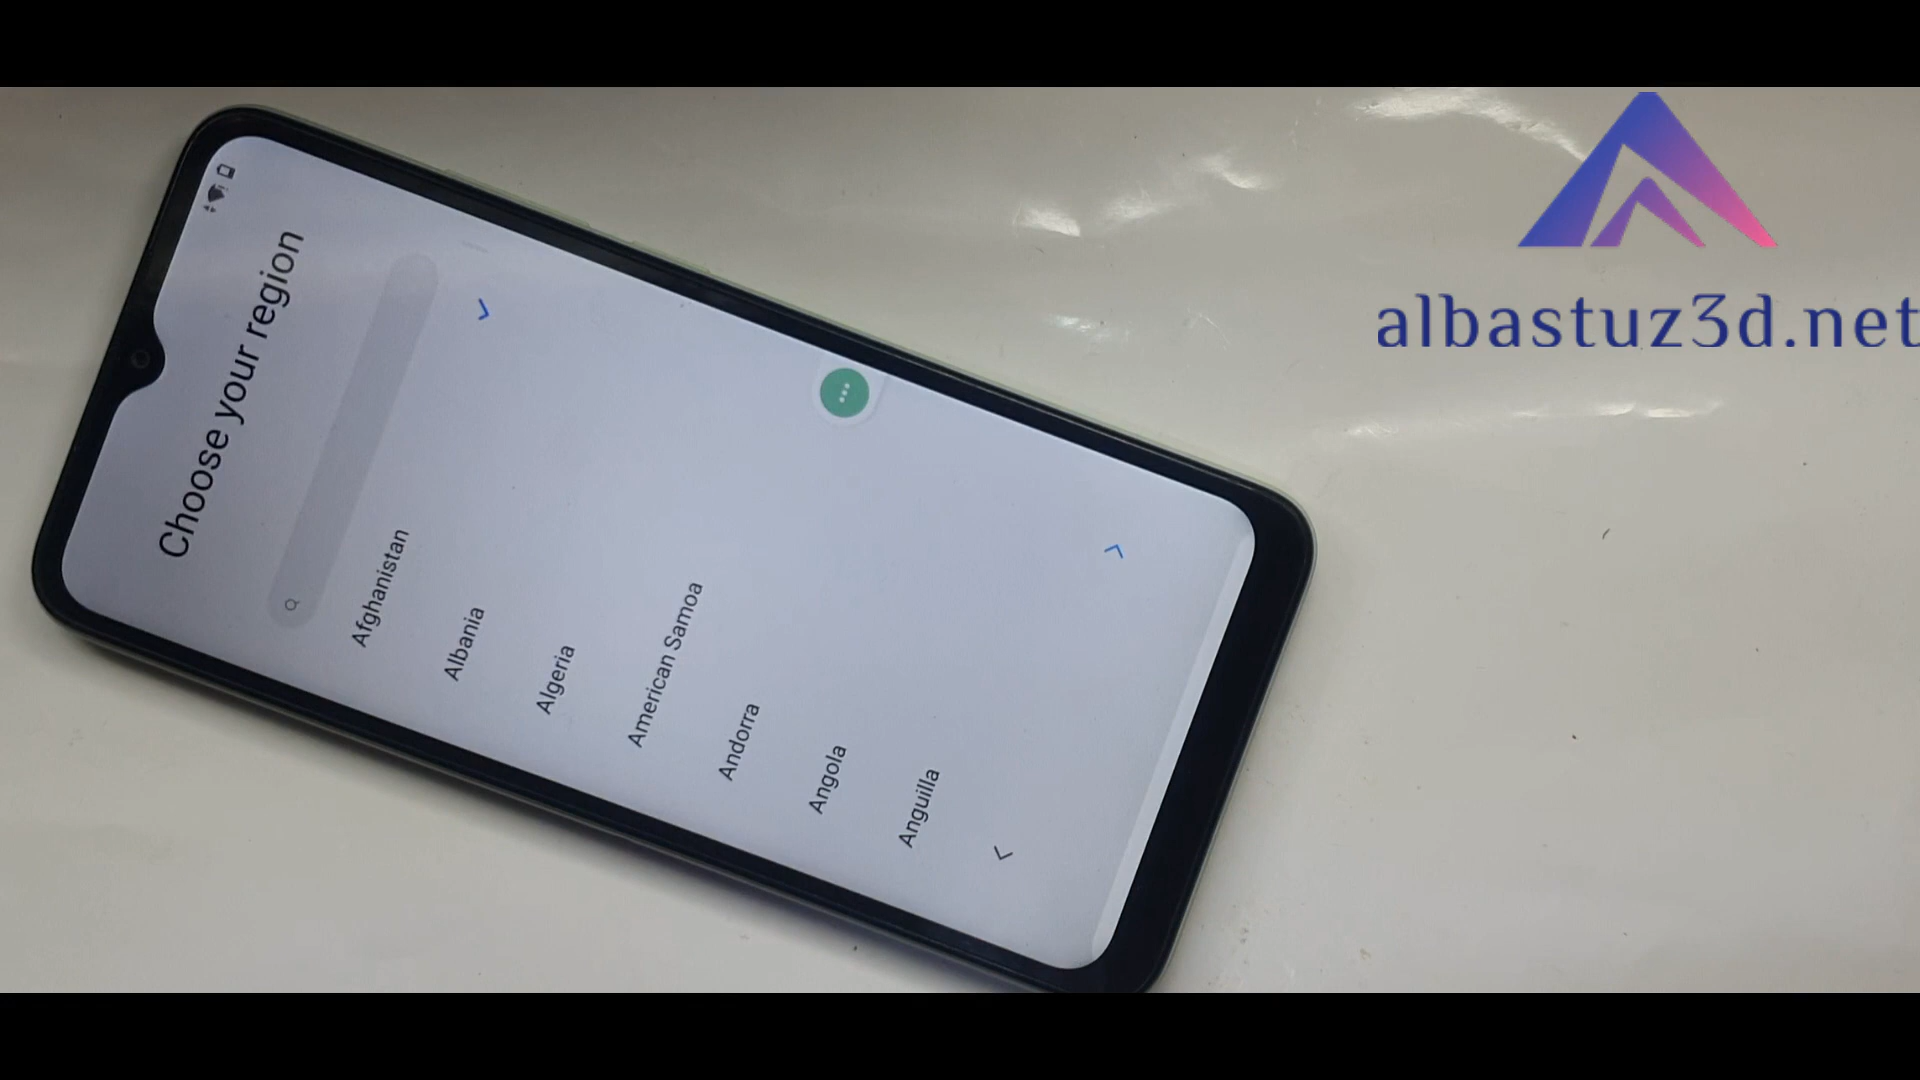 Choose your region
Afghanistan
Albania
Algeria
American Samoa
Andorra
Angola
Anguilla
albastuz3d.net